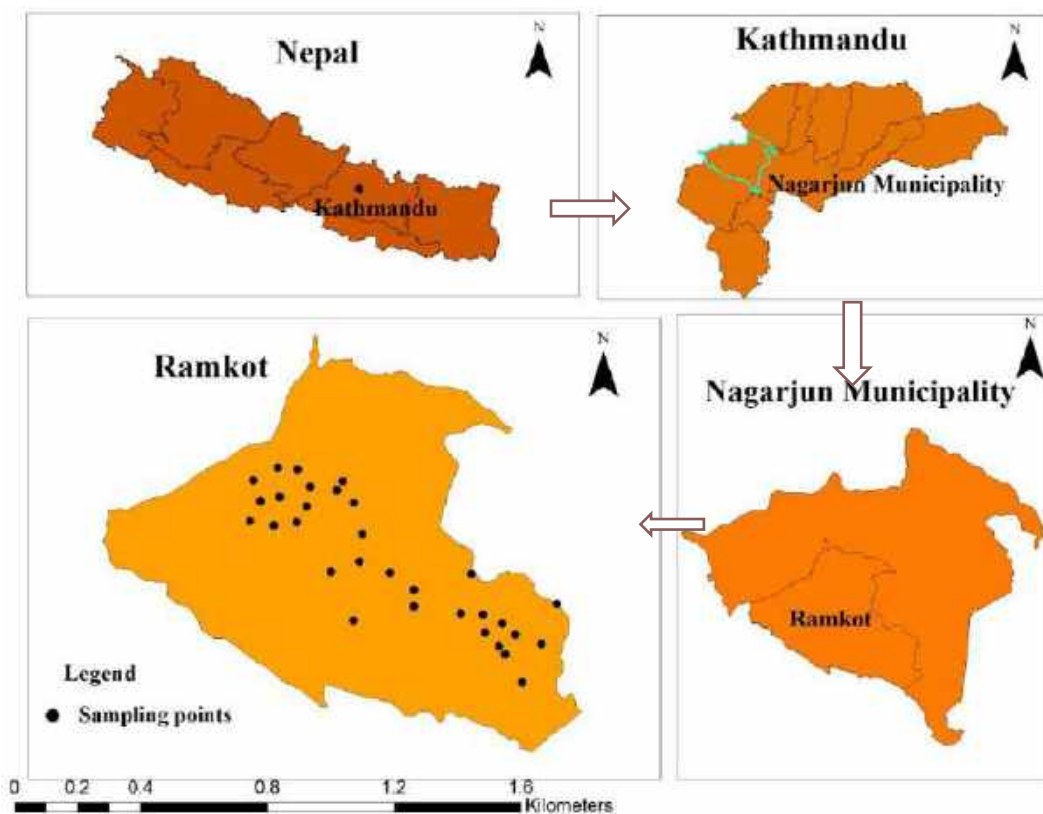 Nepal
N
Kathmandu
Kathmandu
N
Nagarjun Municipality
Ramkot
N
Legend
Sampling points
Nagarjun Municipality
N
Ramkot
0 0.2 0.4 0.8 1.2 1.6
Kilometers